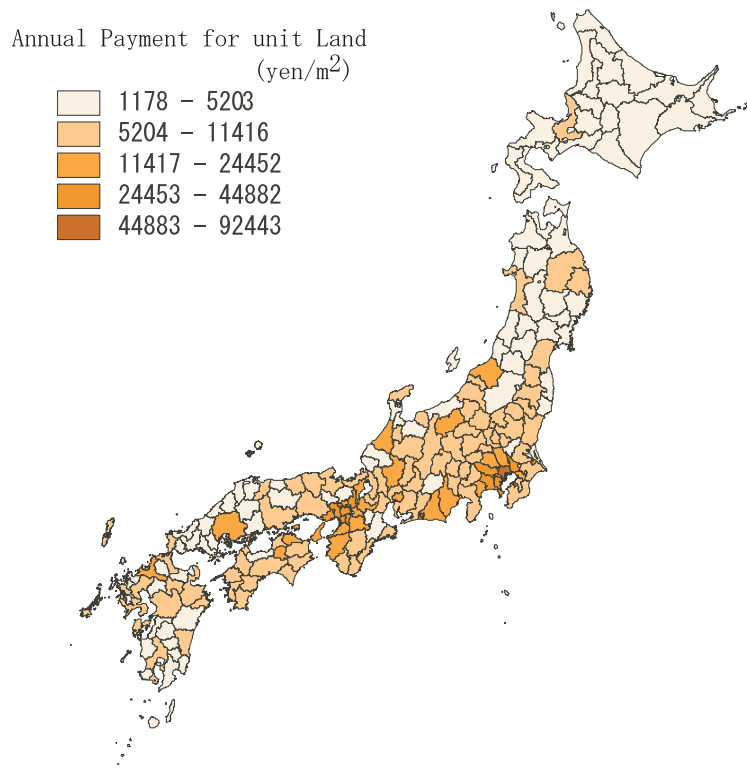 Annual Payment for unit Land
(yen/m2)
1178 - 5203
5204 - 11416
11417 - 24452
24453 - 44882
44883 - 92443